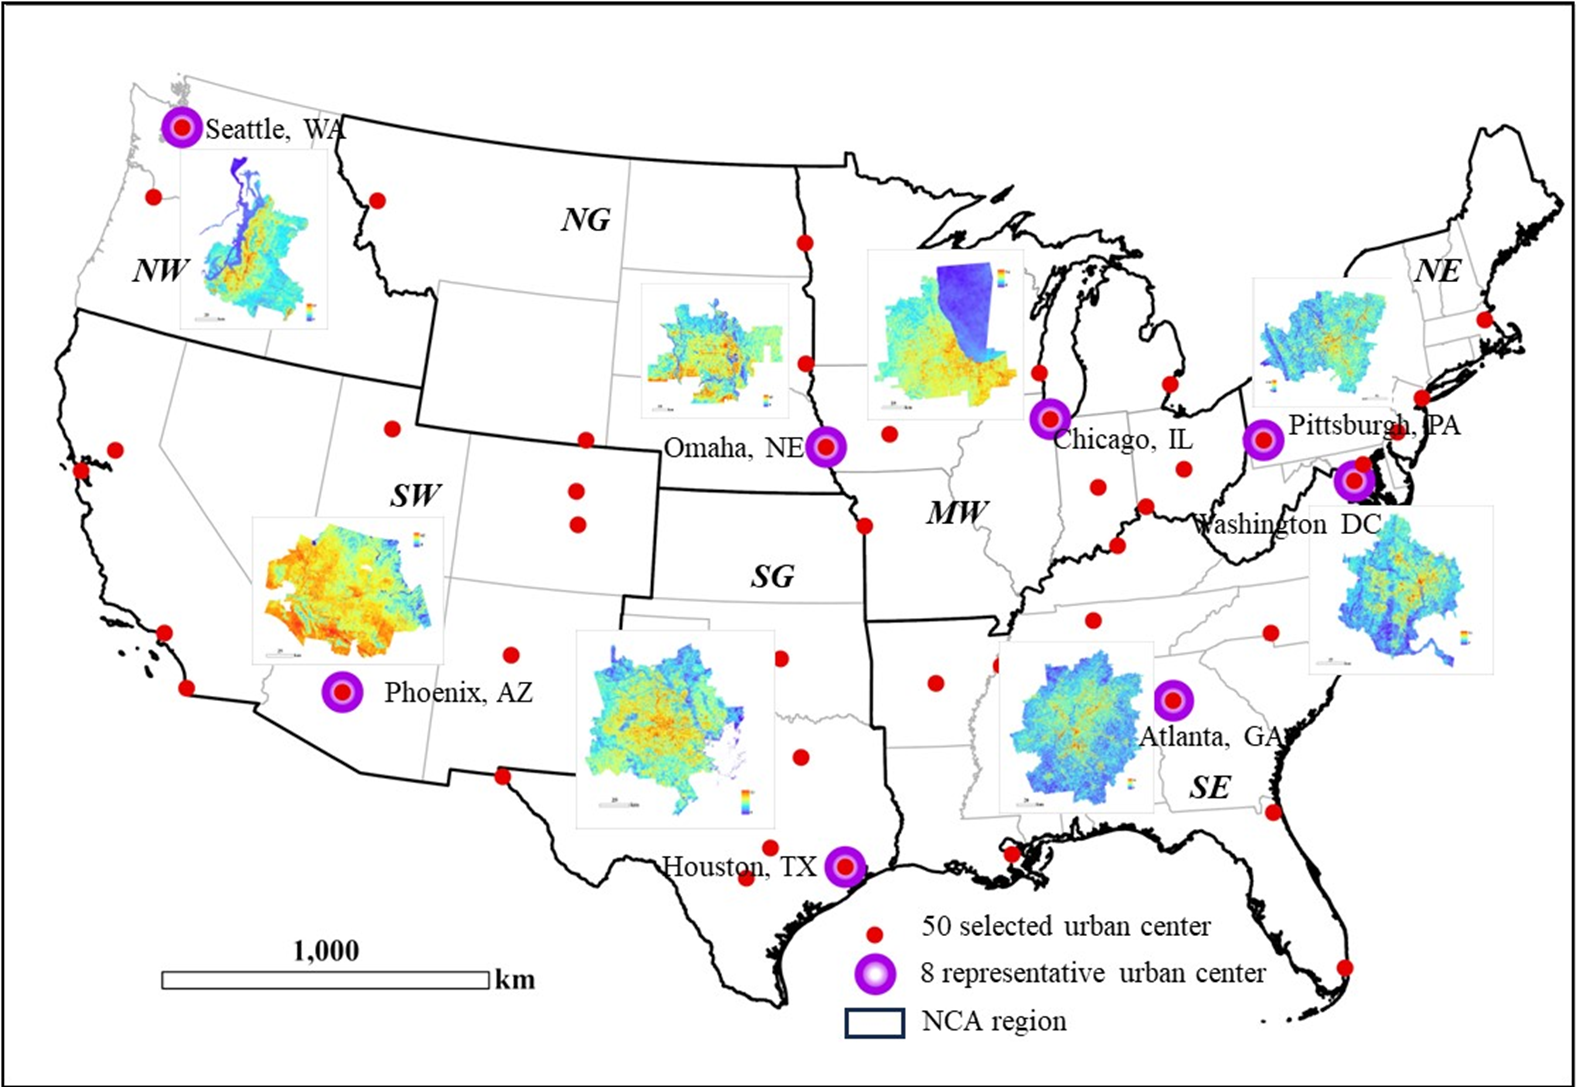 Seattle, WA
NG
NW
NE
Omaha, NE
Chicago, IL
Pittsburgh, PA
SW
MW
Washington DC
SG
Phoenix, AZ
Atlanta, GA
SE
Houston, TX
50 selected urban center
1,000
8 representative urban center
km
NCA region